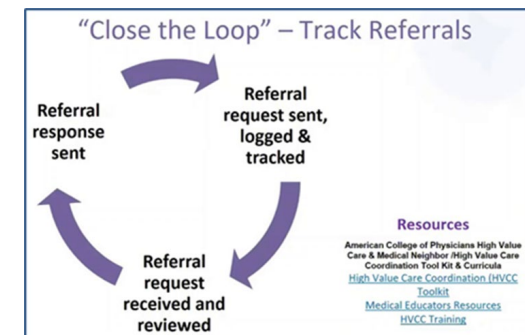 “Close the Loop” – Track Referrals
Referral
request sent,
logged &
tracked
Referral
request
received and
reviewed
Referral
response
sent
Resources
American College of Physicians High Value
Care & Medical Neighbor /High Value Care
Coordination Tool Kit & Curricula
High Value Care Coordination (HVCC
Toolkit
Medical Educators Resources
HVCC Training